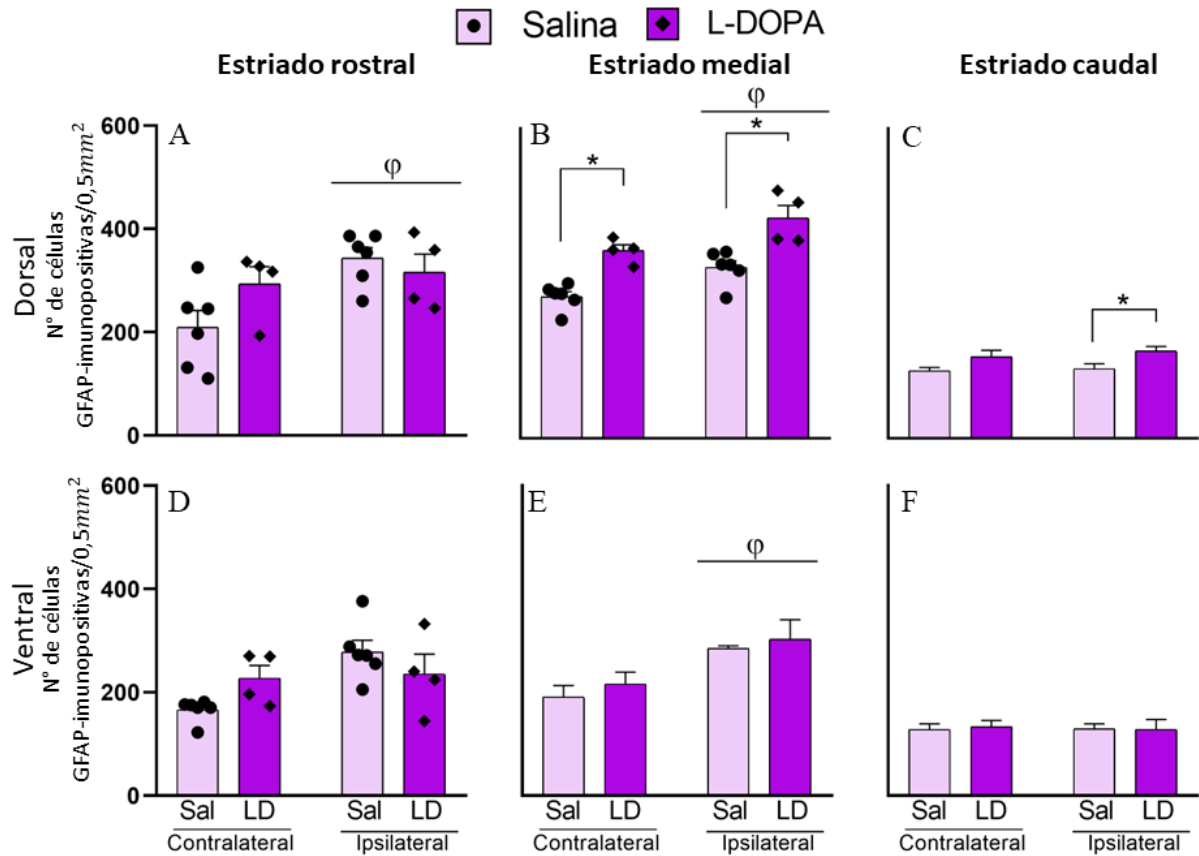 Salina L-DOPA
Estriado rostral Estriado medial Estriado caudal
Dorsal
N° de células
GFAP-imunopositivas/0,5mm²
600
400
200
0
A
φ
B
*
φ
*
C
*
Ventral
N° de células
GFAP-imunopositivas/0,5mm²
600
400
200
0
D
E
φ
F
Sal LD Sal LD
Contralateral Ipsilateral
Sal LD Sal LD
Contralateral Ipsilateral
Sal LD Sal LD
Contralateral Ipsilateral